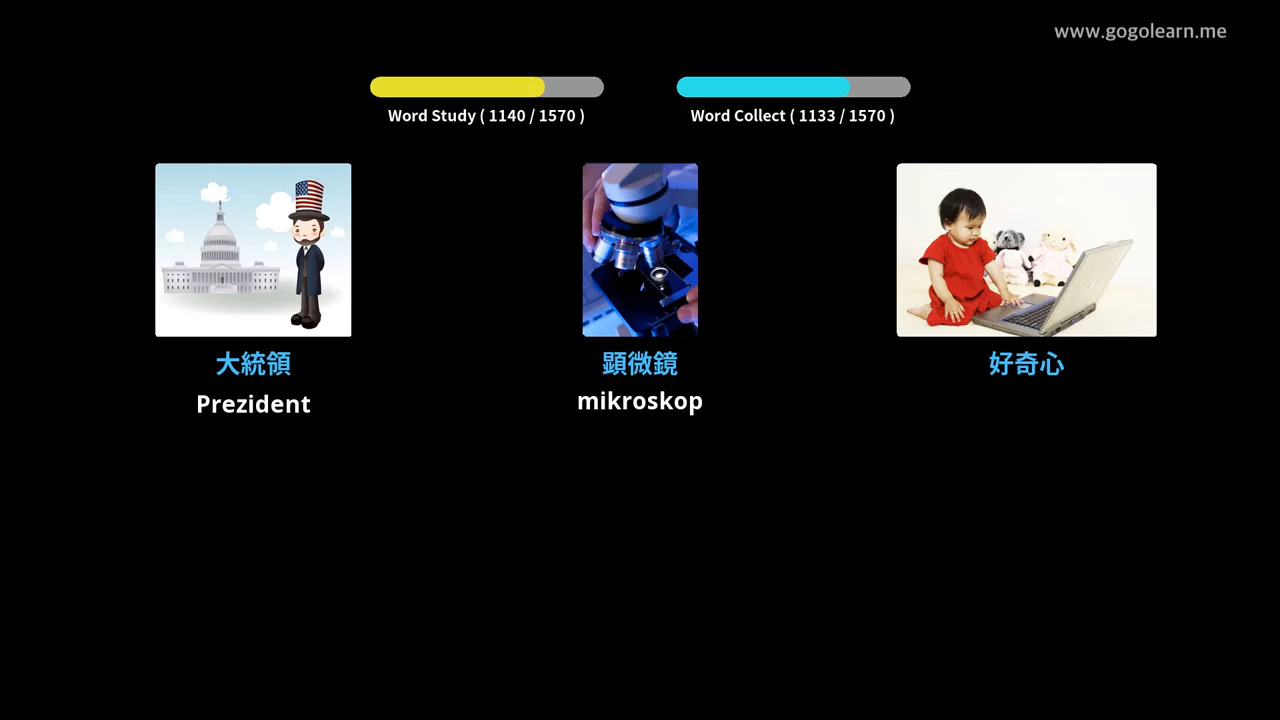 www.gogolearn.me
Word Study ( 1140 / 1570 )
Word Collect ( 1133 / 1570 )
大統領
顕微鏡
好奇心
Prezident
mikroskop